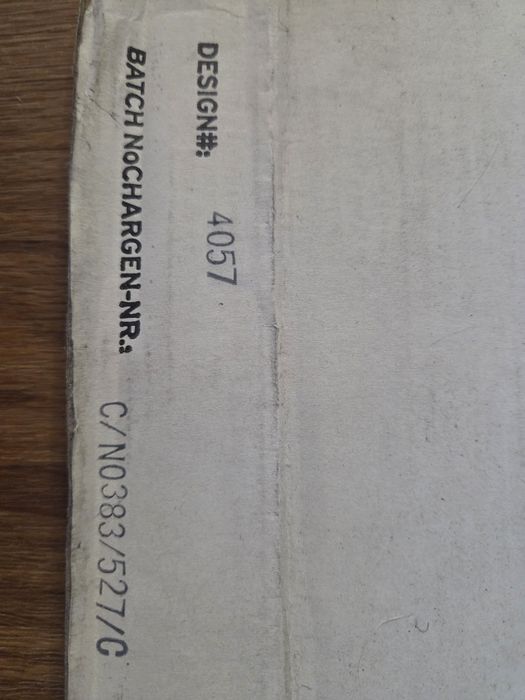 DESIGN#: 4057
BATCH NoCHARGEN-NR.: C/N0383/527/C